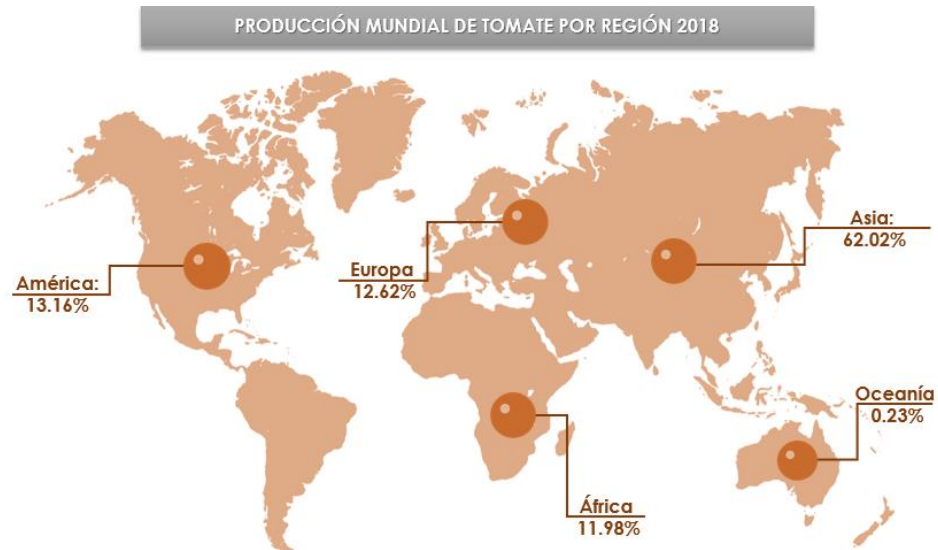 PRODUCCIÓN MUNDIAL DE TOMATE POR REGIÓN 2018
Asia:
62.02%
Europa
12.62%
América:
13.16%
Oceanía
0.23%
África
11.98%